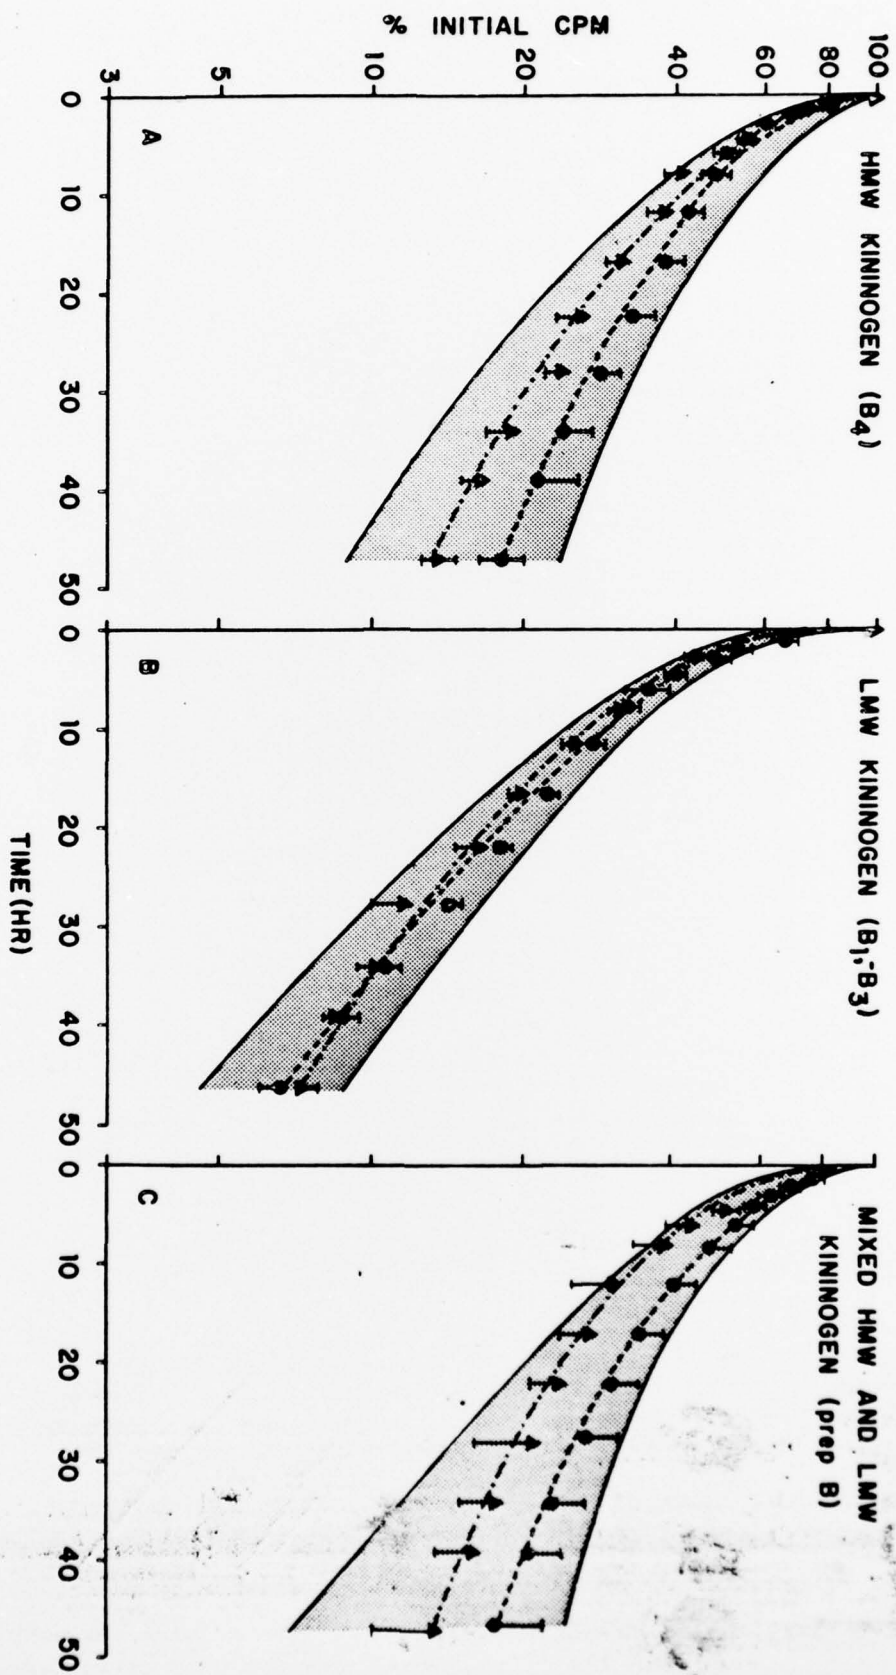 % INITIAL CPM
100
80
60
40
20
10
5
3
HMW KININOGEN (B4)
A
0
10
20
30
40
50
LMW KININOGEN (B1,-B3)
B
0
10
20
30
40
50
MIXED HMW AND LMW
KININOGEN (prep B)
C
0
10
20
30
40
50
TIME (HR)